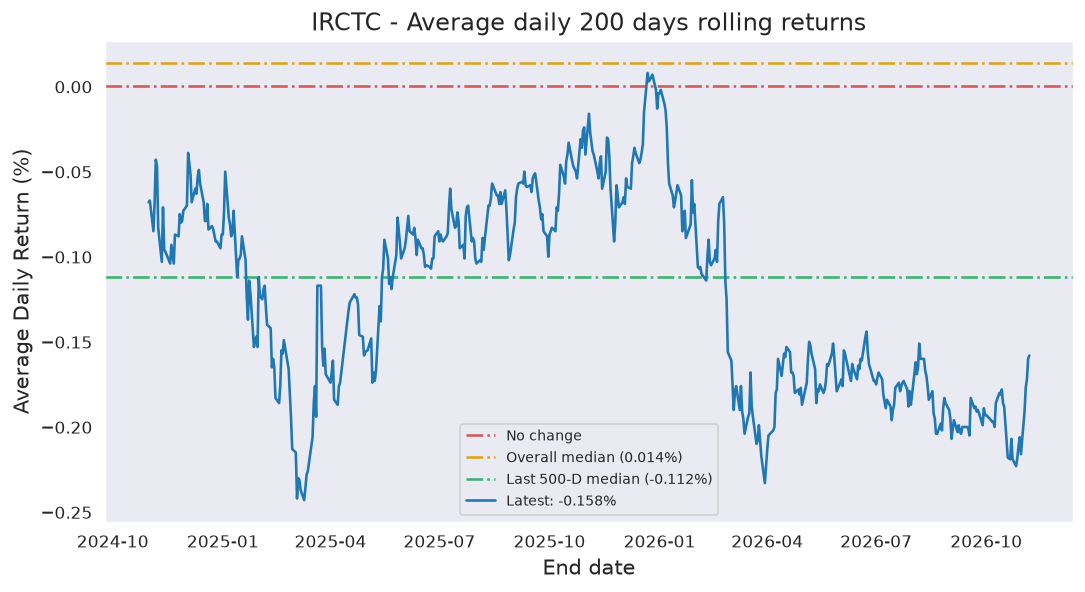 IRCTC - Average daily 200 days rolling returns
Average Daily Return (%)
0.00
−0.05
−0.10
−0.15
−0.20
−0.25
No change
Overall median (0.014%)
Last 500-D median (-0.112%)
Latest: -0.158%
2024-10 2025-01 2025-04 2025-07 2025-10 2026-01 2026-04 2026-07 2026-10
End date